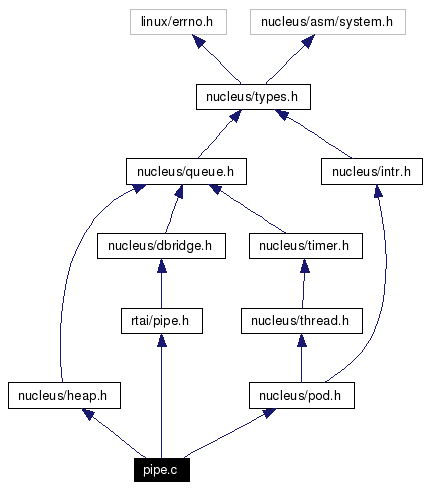 linux/errno.h
nucleus/asm/system.h
nucleus/types.h
nucleus/queue.h
nucleus/intr.h
nucleus/dbridge.h
nucleus/timer.h
rtai/pipe.h
nucleus/thread.h
nucleus/heap.h
nucleus/pod.h
pipe.c